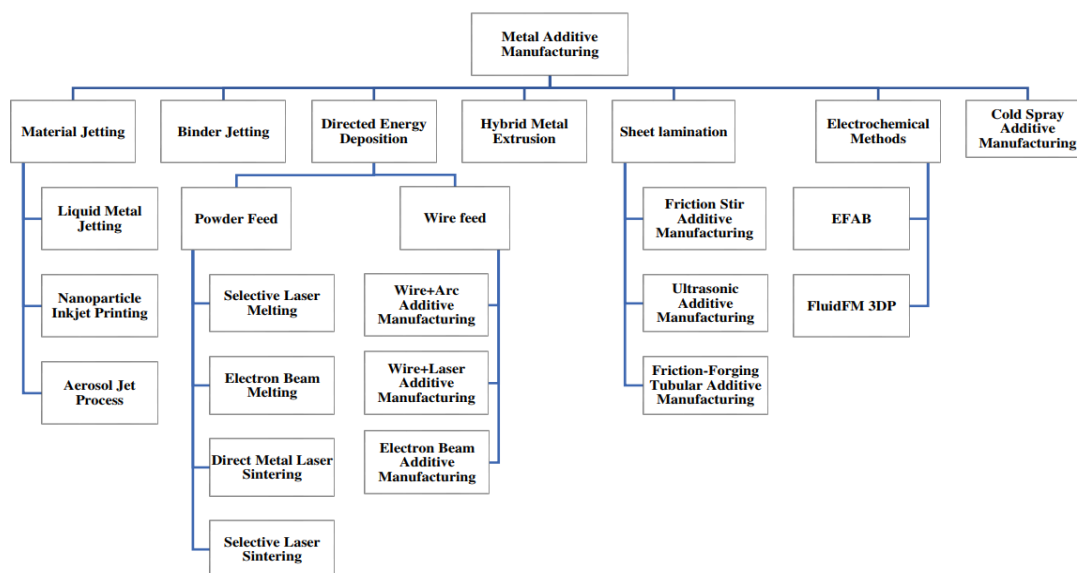 Metal Additive
Manufacturing
Material Jetting
Binder Jetting
Directed Energy
Deposition
Hybrid Metal
Extrusion
Sheet lamination
Electrochemical
Methods
Cold Spray
Additive
Manufacturing
Liquid Metal
Jetting
Nanoparticle
Inkjet Printing
Aerosol Jet
Process
Powder Feed
Selective Laser
Melting
Electron Beam
Melting
Direct Metal Laser
Sintering
Selective Laser
Sintering
Wire feed
Wire+Arc
Additive
Manufacturing
Wire+Laser
Additive
Manufacturing
Electron Beam
Additive
Manufacturing
Friction Stir
Additive
Manufacturing
Ultrasonic
Additive
Manufacturing
Friction-Forging
Tubular Additive
Manufacturing
EFAB
FluidFM 3DP